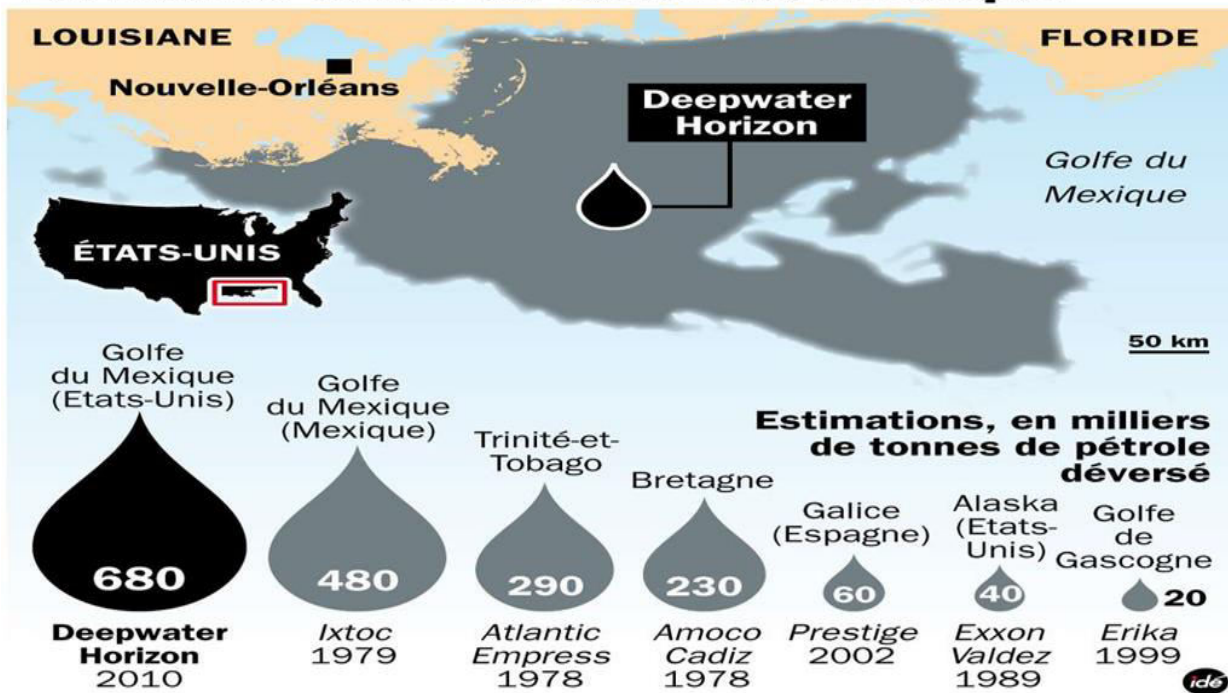 LOUISIANE
FLORIDE
Nouvelle-Orléans
Deepwater
Horizon
Golfe du
Mexique
ÉTATS-UNIS
50 km
Estimations, en milliers
de tonnes de pétrole
déversé
Golfe
du Mexique
(Etats-Unis)
680
Deepwater
Horizon
2010
Golfe
du Mexique
(Mexique)
480
Ixtoc
1979
Trinité-et-
Tobago
290
Atlantic
Empress
1978
Bretagne
230
Amoco
Cadiz
1978
Galice
(Espagne)
60
Prestige
2002
Alaska
(Etats-
Unis)
40
Exxon
Valdez
1989
Golfe
de
Gascogne
20
Erika
1999
idé